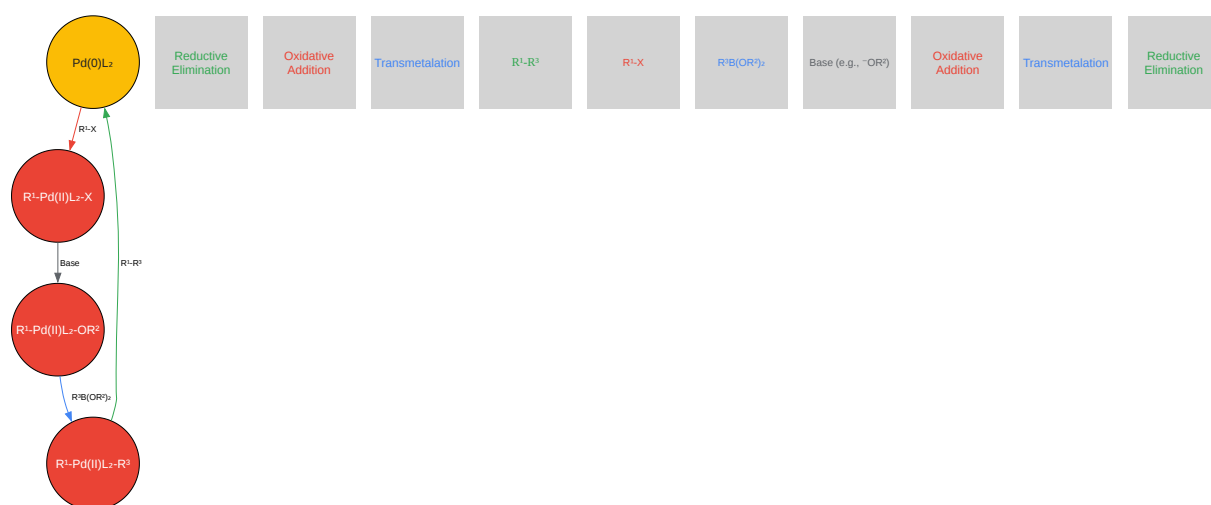 Pd(0)L₂
Reductive
Elimination
Oxidative
Addition
Transmetalation
R¹-R³
R¹-X
R³B(OR²)₂
Base (e.g., ⁻OR²)
Oxidative
Addition
Transmetalation
Reductive
Elimination
R¹-X
R¹-Pd(II)L₂-X
Base
R¹-R³
R¹-Pd(II)L₂-OR²
R³B(OR²)₂
R¹-Pd(II)L₂-R³